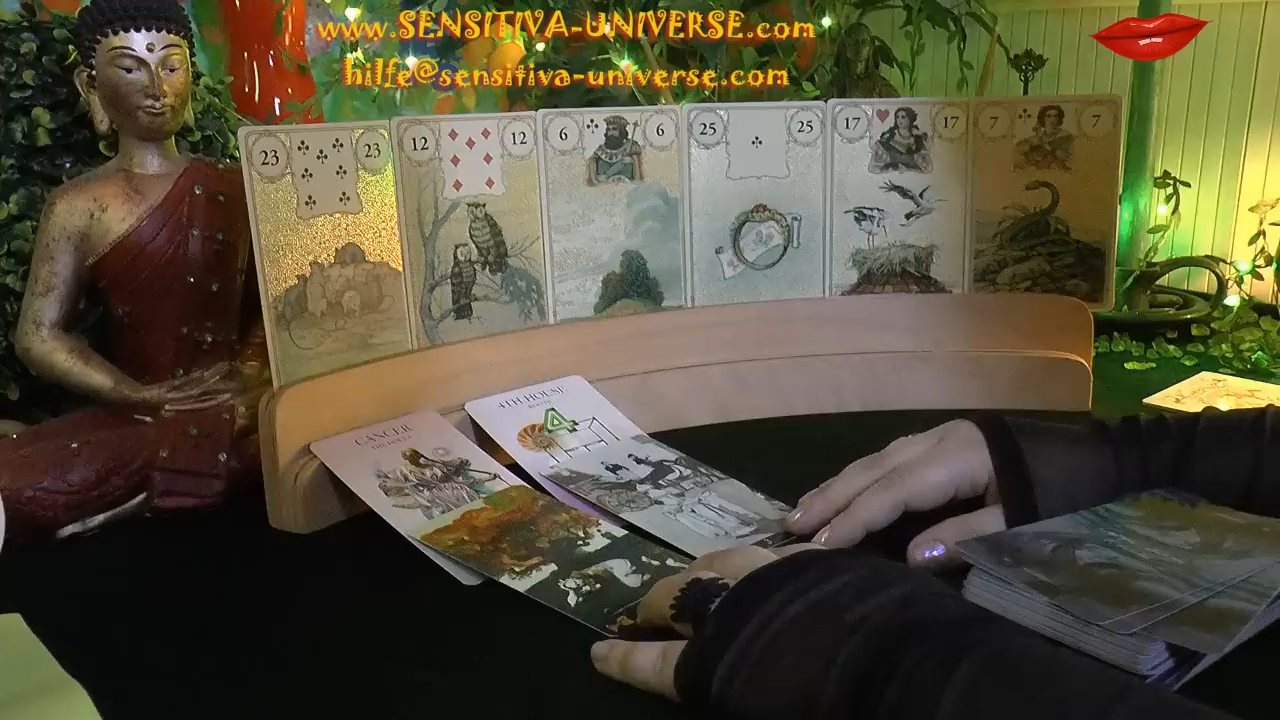 www.SENSITIVA-UNIVERSE.com
hilfe@sensitiva-universe.com
23 23
12 12
6 6
25 25
17 17
7 7
CANCER
4TH HOUSE
4